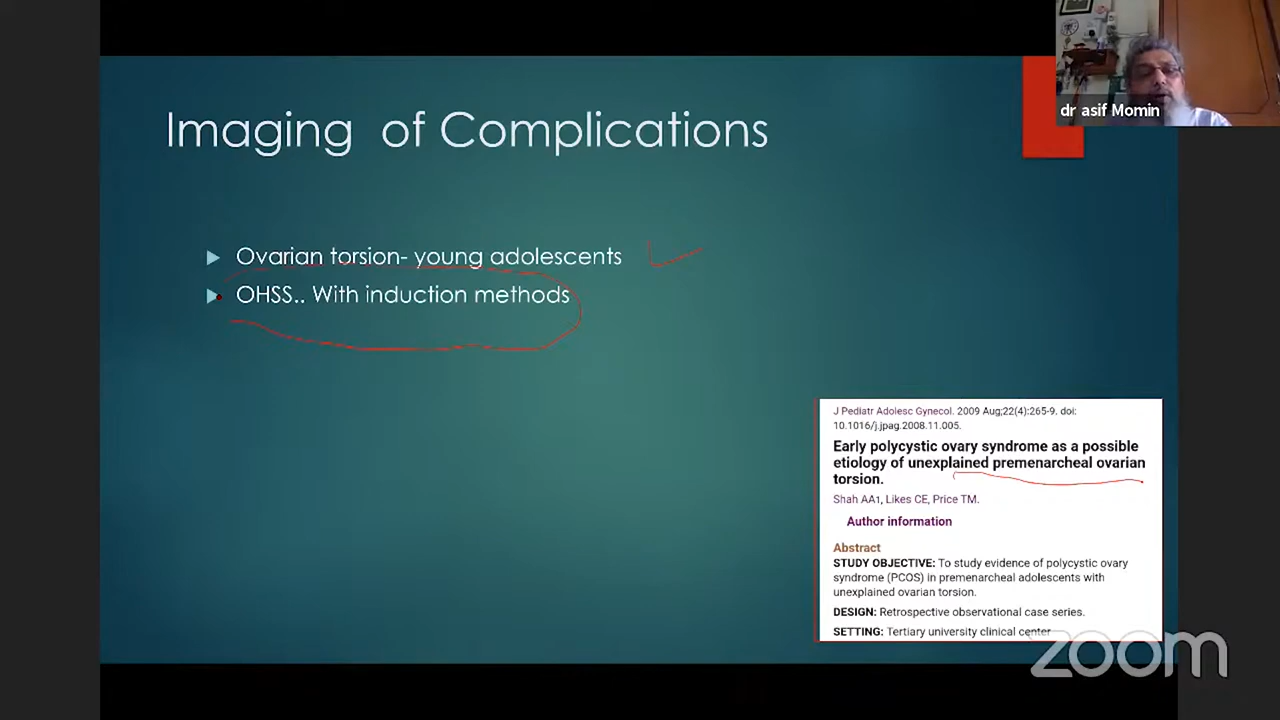 dr asif Momin
Imaging of Complications
Ovarian torsion- young adolescents
OHSS.. With induction methods
J Pediatr Adolesc Gynecol. 2009 Aug;22(4):265-9. doi:
10.1016/j.jpag.2008.11.005.
Early polycystic ovary syndrome as a possible
etiology of unexplained premenarcheal ovarian
torsion.
Shah AA1, Likes CE, Price TM.
Author information
Abstract
STUDY OBJECTIVE: To study evidence of polycystic ovary
syndrome (PCOS) in premenarcheal adolescents with
unexplained ovarian torsion.
DESIGN: Retrospective observational case series.
SETTING: Tertiary university clinical center
zoom